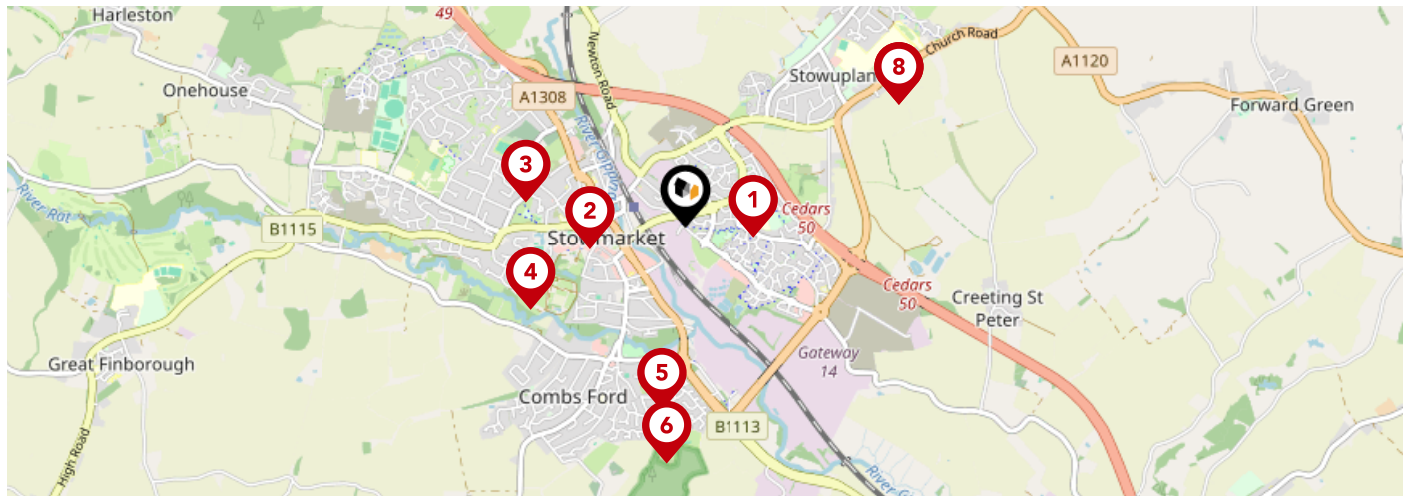 Harleston
49
Newton Road
Church Road
8
Stowuplan
A1120
Onehouse
A1308
Forward Green
River Gipping
3
1
River Rat
2
Cedars
50
B1115
Stowmarket
4
Cedars
50
Creeting St
Peter
Great Finborough
Gateway
14
5
Combs Ford
6
B1113
High Road
River G